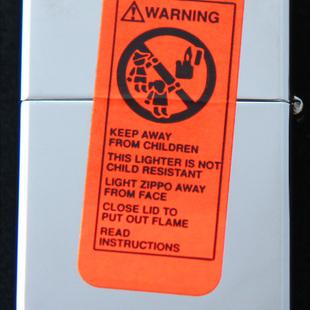 WARNING
KEEP AWAY
FROM CHILDREN
THIS LIGHTER IS NOT
CHILD RESISTANT
LIGHT ZIPPO AWAY
FROM FACE
CLOSE LID TO
PUT OUT FLAME
READ
INSTRUCTIONS